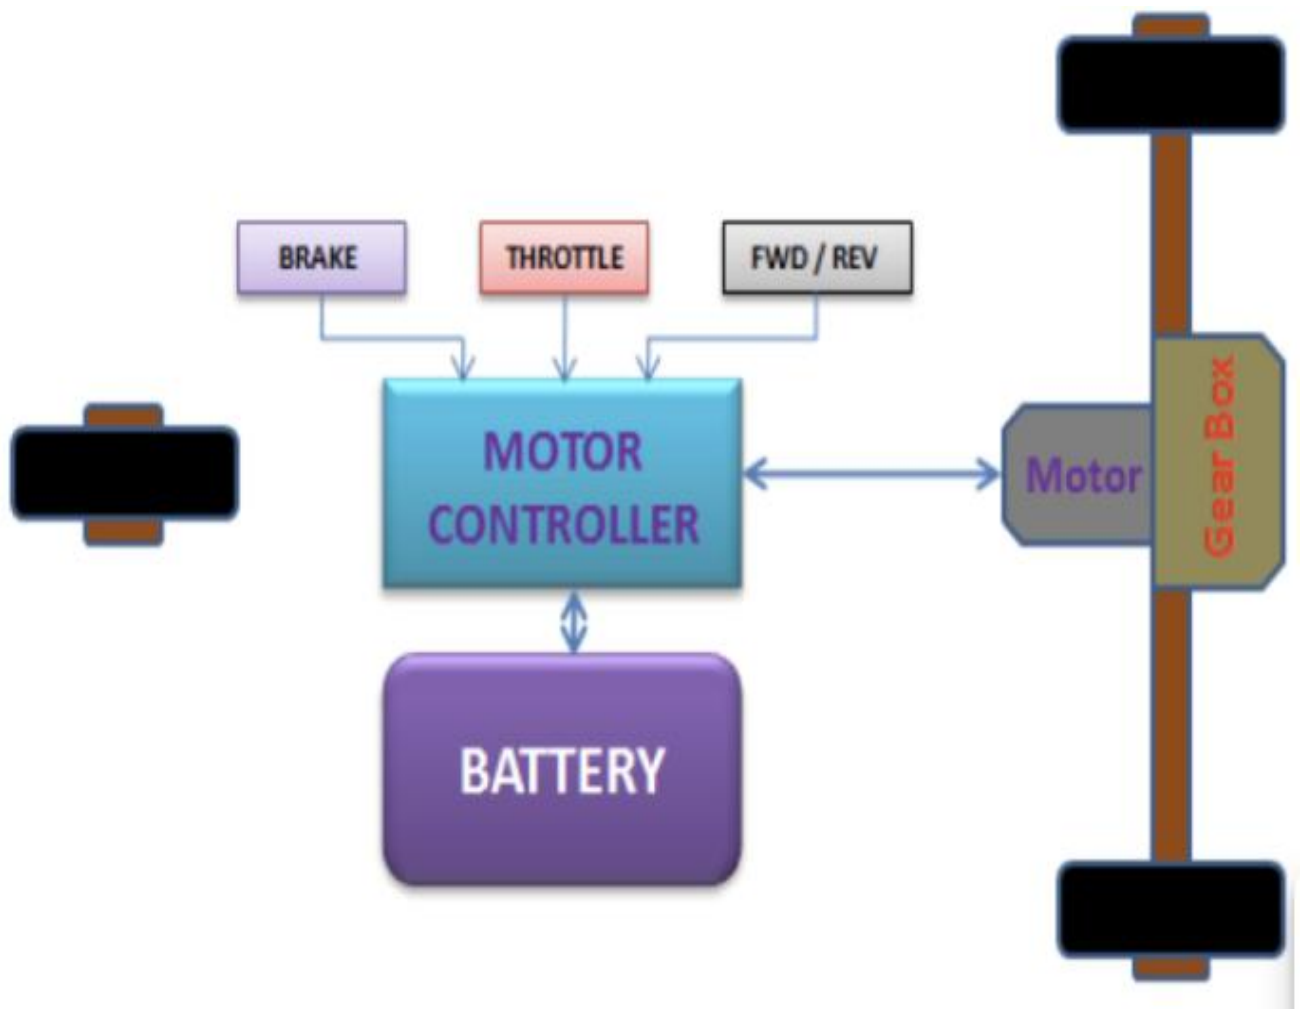 BRAKE
THROTTLE
FWD / REV
MOTOR
CONTROLLER
Motor
Gear Box
BATTERY